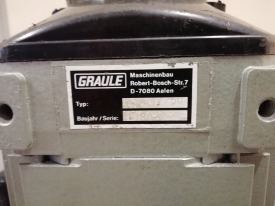 GRAULE
Maschinenbau
Robert-Bosch-Str.7
D-7080 Aalen
Typ:
Baujahr/Serie: